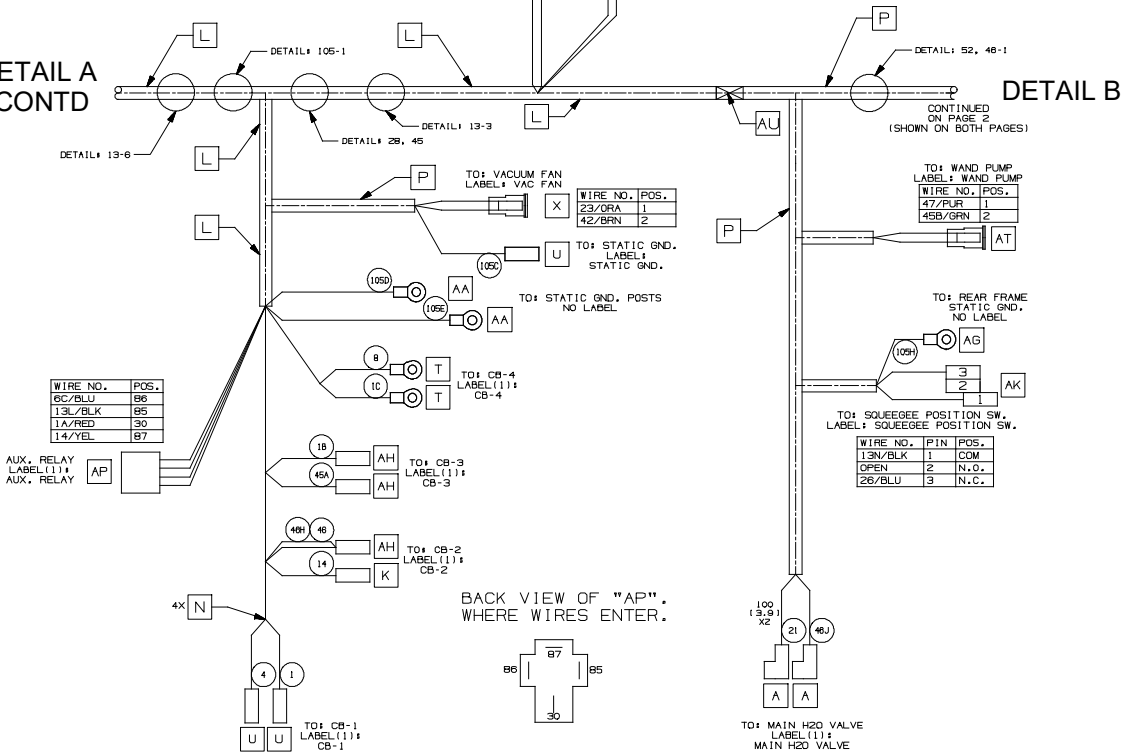 L
L
P
DETAIL: 105-1
DETAIL: 52, 46-1
ETAIL A
CONTD
DETAIL B
CONTINUED
ON PAGE 2
(SHOWN ON BOTH PAGES)
L
AU
DETAIL: 13-3
DETAIL: 28, 45
DETAIL: 13-6
L
P
TO: VACUUM FAN
LABEL: VAC FAN
X
WIRE NO. POS.
23/ORA 1
42/BRN 2
TO: WAND PUMP
LABEL: WAND PUMP
WIRE NO. POS.
47/PUR 1
45B/GRN 2
L
P
AT
105C
U
TO: STATIC GND.
LABEL:
STATIC GND.
105D
AA
105E
AA
TO: STATIC GND. POSTS
NO LABEL
TO: REAR FRAME
STATIC GND.
NO LABEL
105H
AG
8
T
1C
T
TO: CB-4
LABEL(1):
CB-4
3
2
1
AK
TO: SQUEEGEE POSITION SW.
LABEL: SQUEEGEE POSITION SW.
WIRE NO. PIN POS.
13N/BLK 1 COM
OPEN 2 N.O.
26/BLU 3 N.C.
WIRE NO. POS.
6C/BLU 86
13L/BLK 85
1A/RED 30
14/YEL 87
AUX. RELAY
LABEL(1):
AUX. RELAY
AP
1B
AH
45A
AH
TO: CB-3
LABEL(1):
CB-3
46H
46
AH
14
K
TO: CB-2
LABEL(1):
CB-2
4X
N
BACK VIEW OF "AP".
WHERE WIRES ENTER.
87
86
85
30
100
[3.9]
X2
21
46J
A
A
TO: MAIN H2O VALVE
LABEL(1):
MAIN H2O VALVE
4
1
U
U
TO: CB-1
LABEL(1):
CB-1